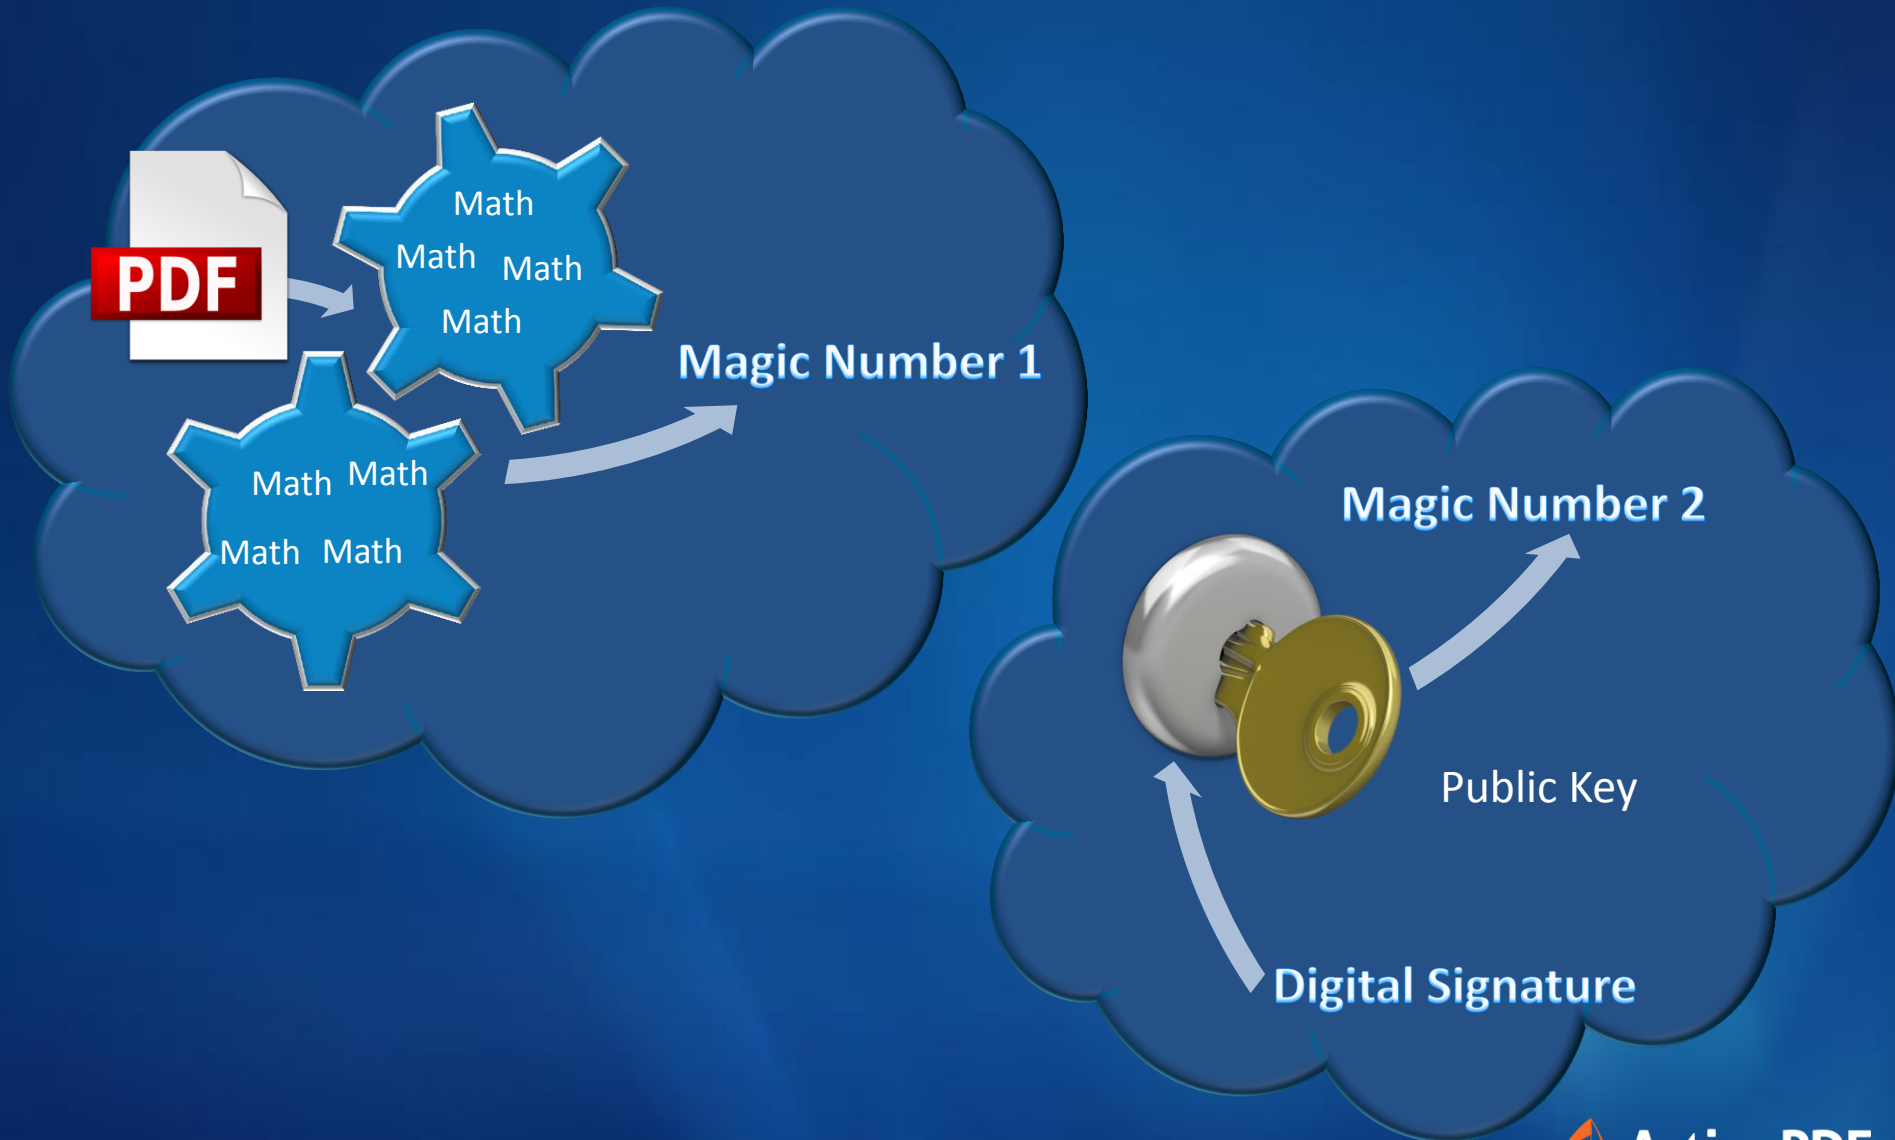 PDF
Math
Math Math
Math
Magic Number 1
Math Math
Math Math
Magic Number 2
Public Key
Digital Signature
ActivePDF